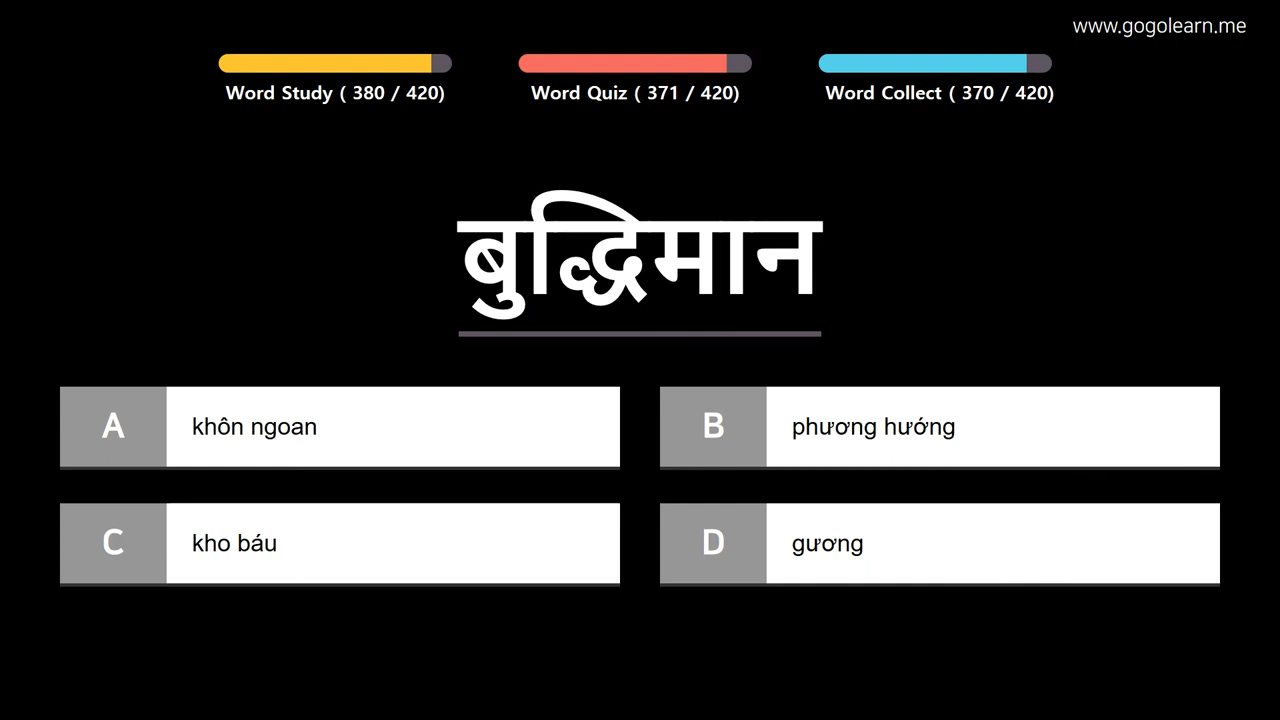 www.gogolearn.me
Word Study ( 380 / 420)
Word Quiz ( 371 / 420)
Word Collect ( 370 / 420)
बुद्धिमान
A khôn ngoan
B phương hướng
C kho báu
D gương